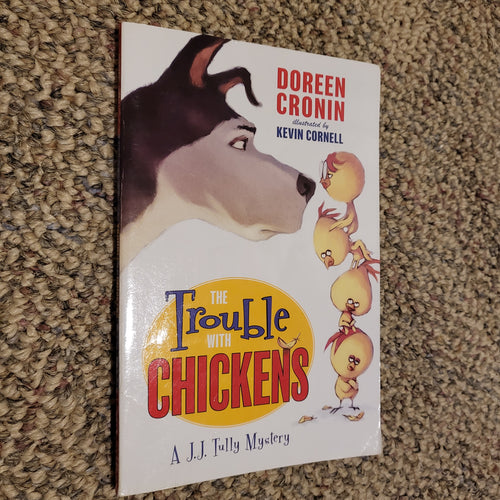 DOREEN
CRONIN
illustrated by
KEVIN CORNELL
THE
Trouble
WITH
CHICKENS
A J.J. Tully Mystery